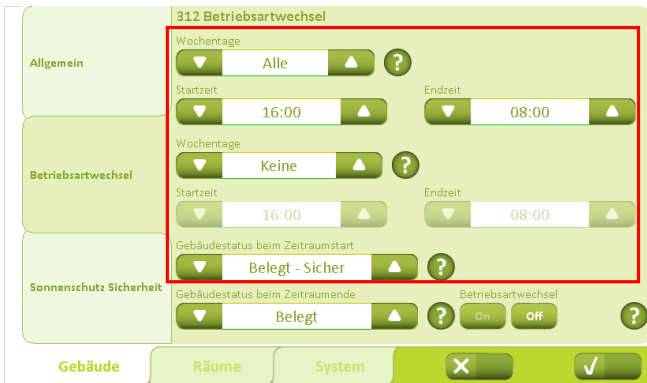 312 Betriebsartwechsel
Allgemein
Wochentage
Alle
?
Startzeit
Endzeit
16:00
08:00
Betriebsartwechsel
Wochentage
Keine
?
Startzeit
Endzeit
16:00
08:00
Sonnenschutz Sicherheit
Gebäudestatus beim Zeitraumstart
Belegt - Sicher
?
Gebäudestatus beim Zeitraumende
Betriebsartwechsel
Belegt
?
On
Off
?
Gebäude
Räume
System